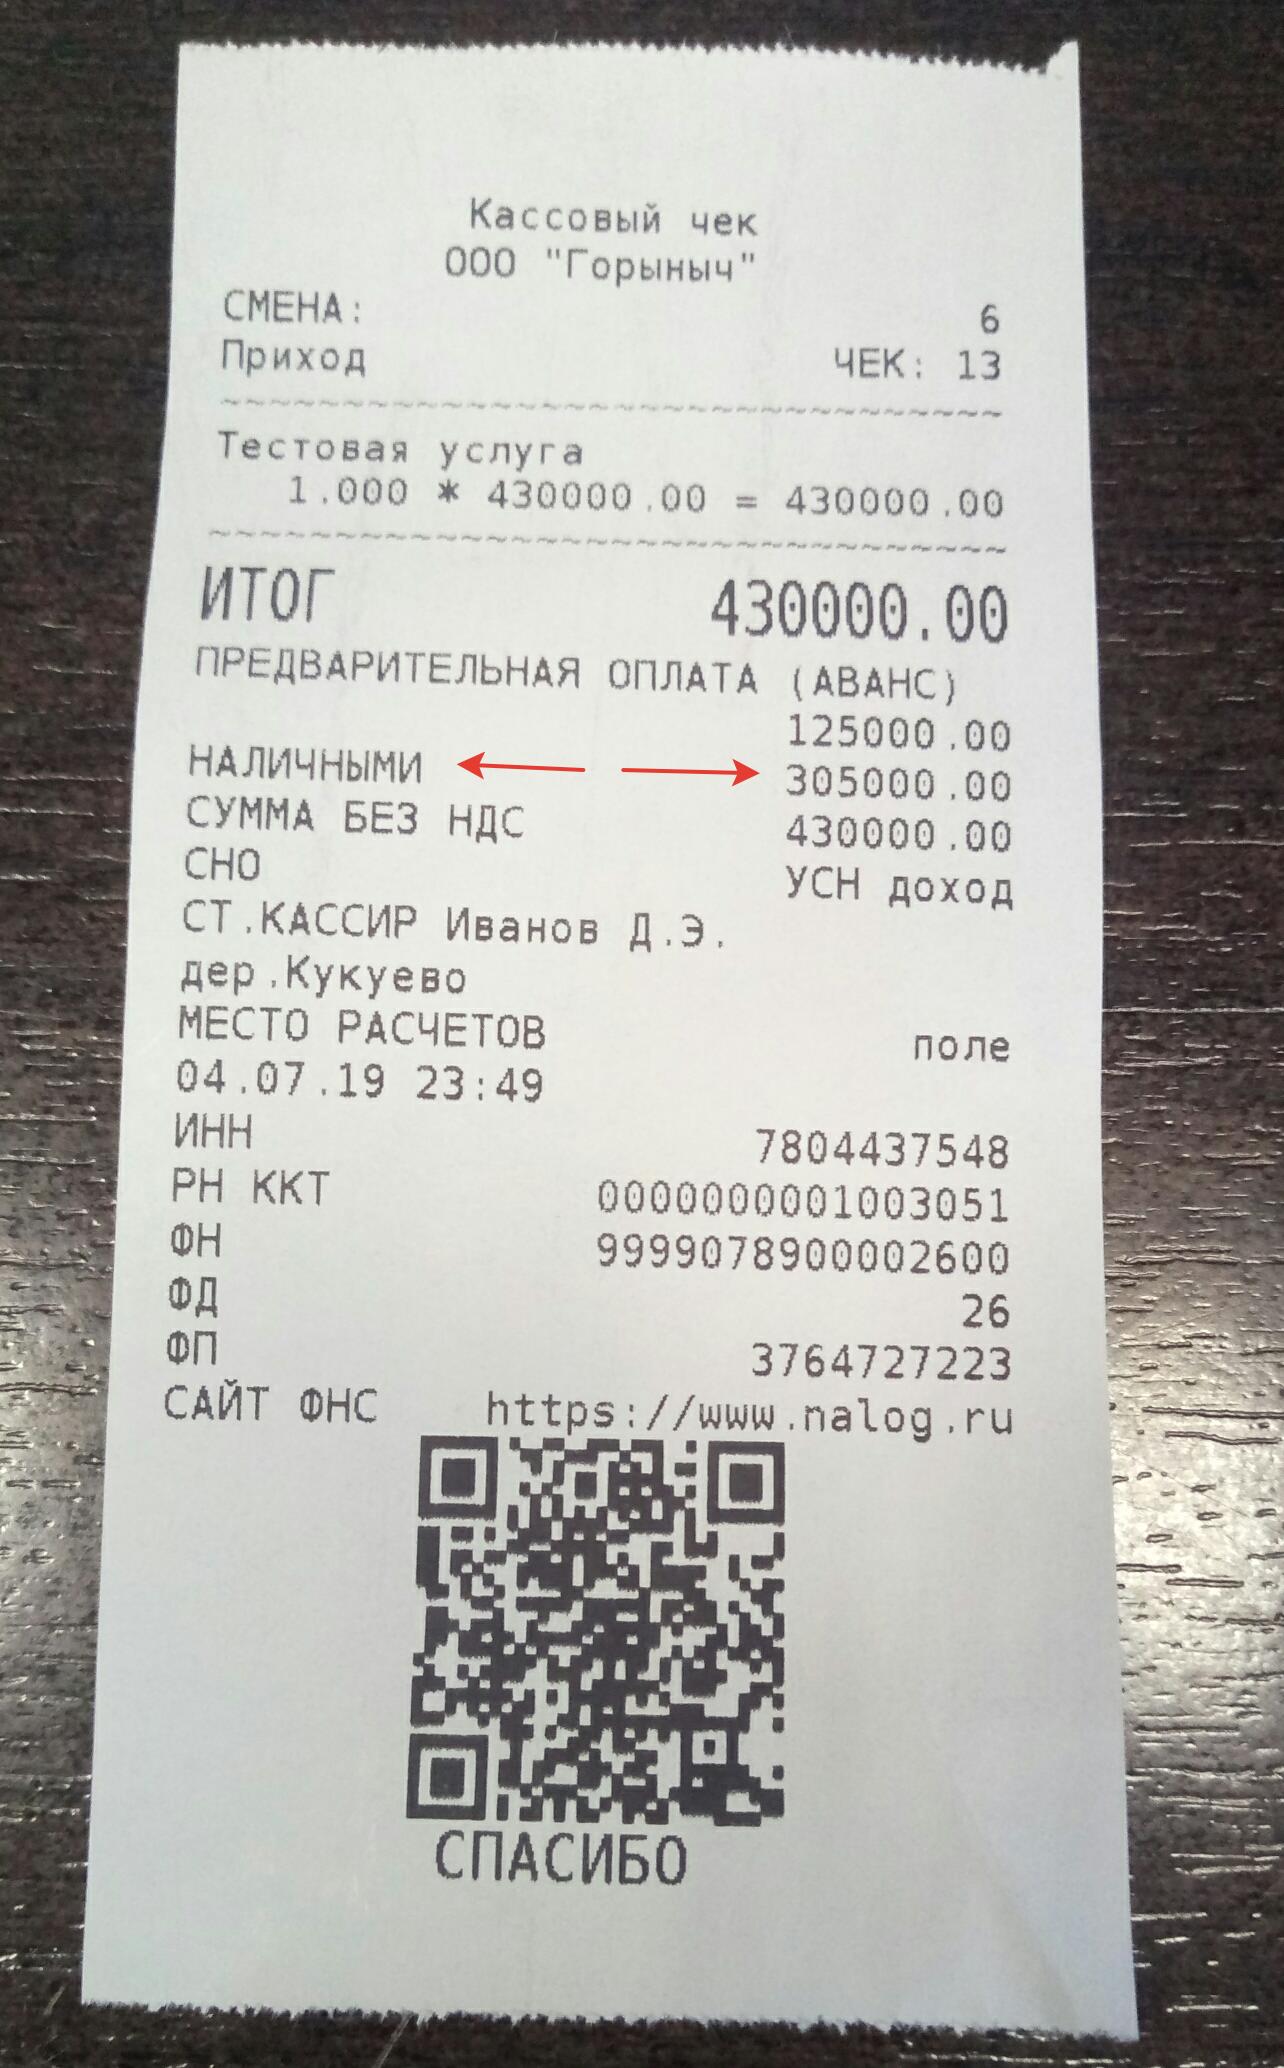 Кассовый чек
ООО "Горыныч"
СМЕНА: 6
Приход ЧЕК: 13
~~~~~~~~~~~~~~~~~~~~~~~~~~~~~~~~
Тестовая услуга
1.000 * 430000.00 = 430000.00
~~~~~~~~~~~~~~~~~~~~~~~~~~~~~~~~
ИТОГ 430000.00
ПРЕДВАРИТЕЛЬНАЯ ОПЛАТА (АВАНС)
125000.00
НАЛИЧНЫМИ 305000.00
СУММА БЕЗ НДС 430000.00
СНО УСН доход
СТ.КАССИР Иванов Д.Э.
дер.Кукуево
МЕСТО РАСЧЕТОВ поле
04.07.19 23:49
ИНН 7804437548
РН ККТ 0000000001003051
ФН 9999078900002600
ФД 26
ФП 3764727223
САЙТ ФНС https://www.nalog.ru
СПАСИБО